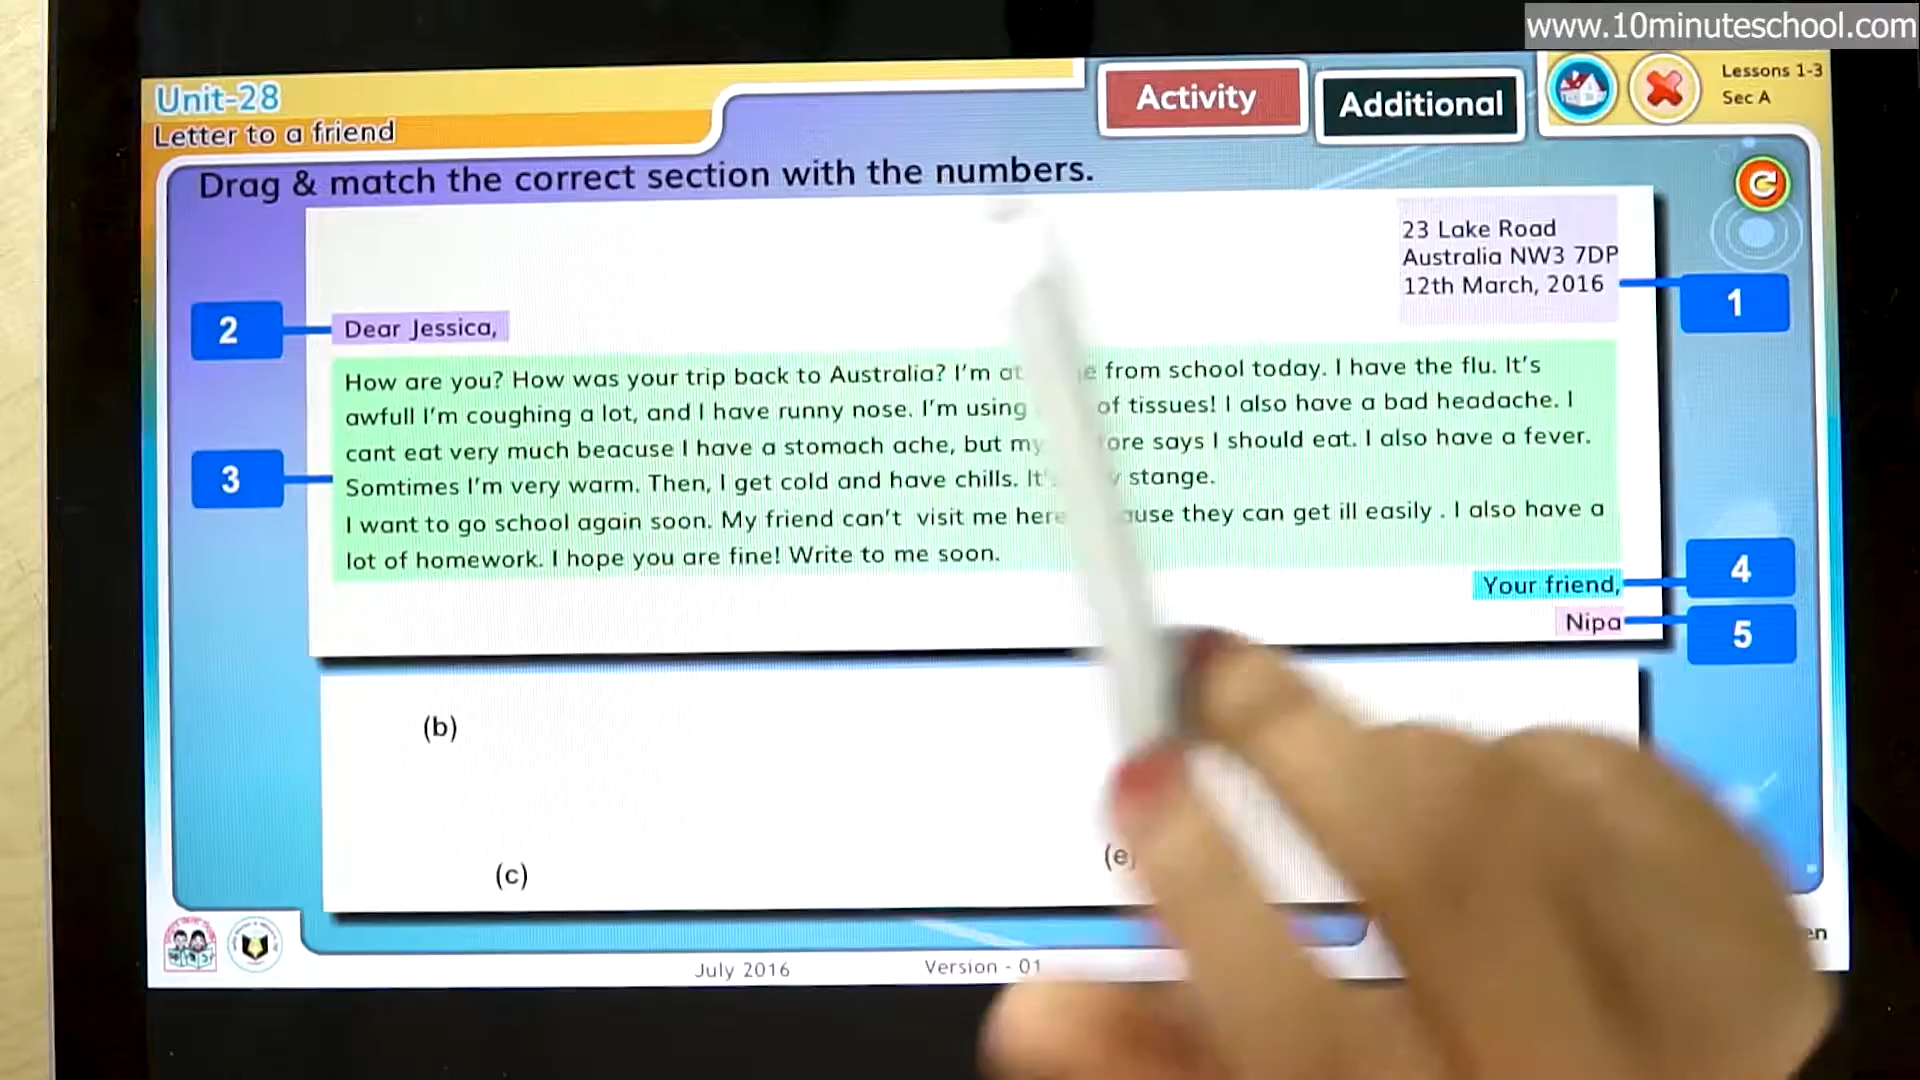 www.10minuteschool.com
Unit-28
Letter to a friend
Activity
Additional
Lessons 1-3
Sec A
Drag & match the correct section with the numbers.
23 Lake Road
Australia NW3 7DP
12th March, 2016
1
2
Dear Jessica,
How are you? How was your trip back to Australia? I'm at from school today. I have the flu. It's
awfull I'm coughing a lot, and I have runny nose. I'm using of tissues! I also have a bad headache. I
cant eat very much beacuse I have a stomach ache, but my says I should eat. I also have a fever.
3
Somtimes I'm very warm. Then, I get cold and have chills. stange.
I want to go school again soon. My friend can't visit me here they can get ill easily . I also have a
lot of homework. I hope you are fine! Write to me soon.
Your friend,
4
Nipa
5
(b)
(c)
(e)
July 2016
Version - 01